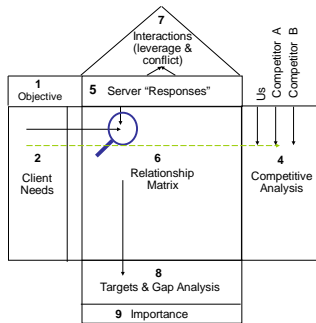 7
Interactions
(leverage &
conflict)
Us
Competitor A
Competitor B
1
Objective
5 Server “Responses”
2
Client
Needs
6
Relationship
Matrix
4
Competitive
Analysis
8
Targets & Gap Analysis
9 Importance